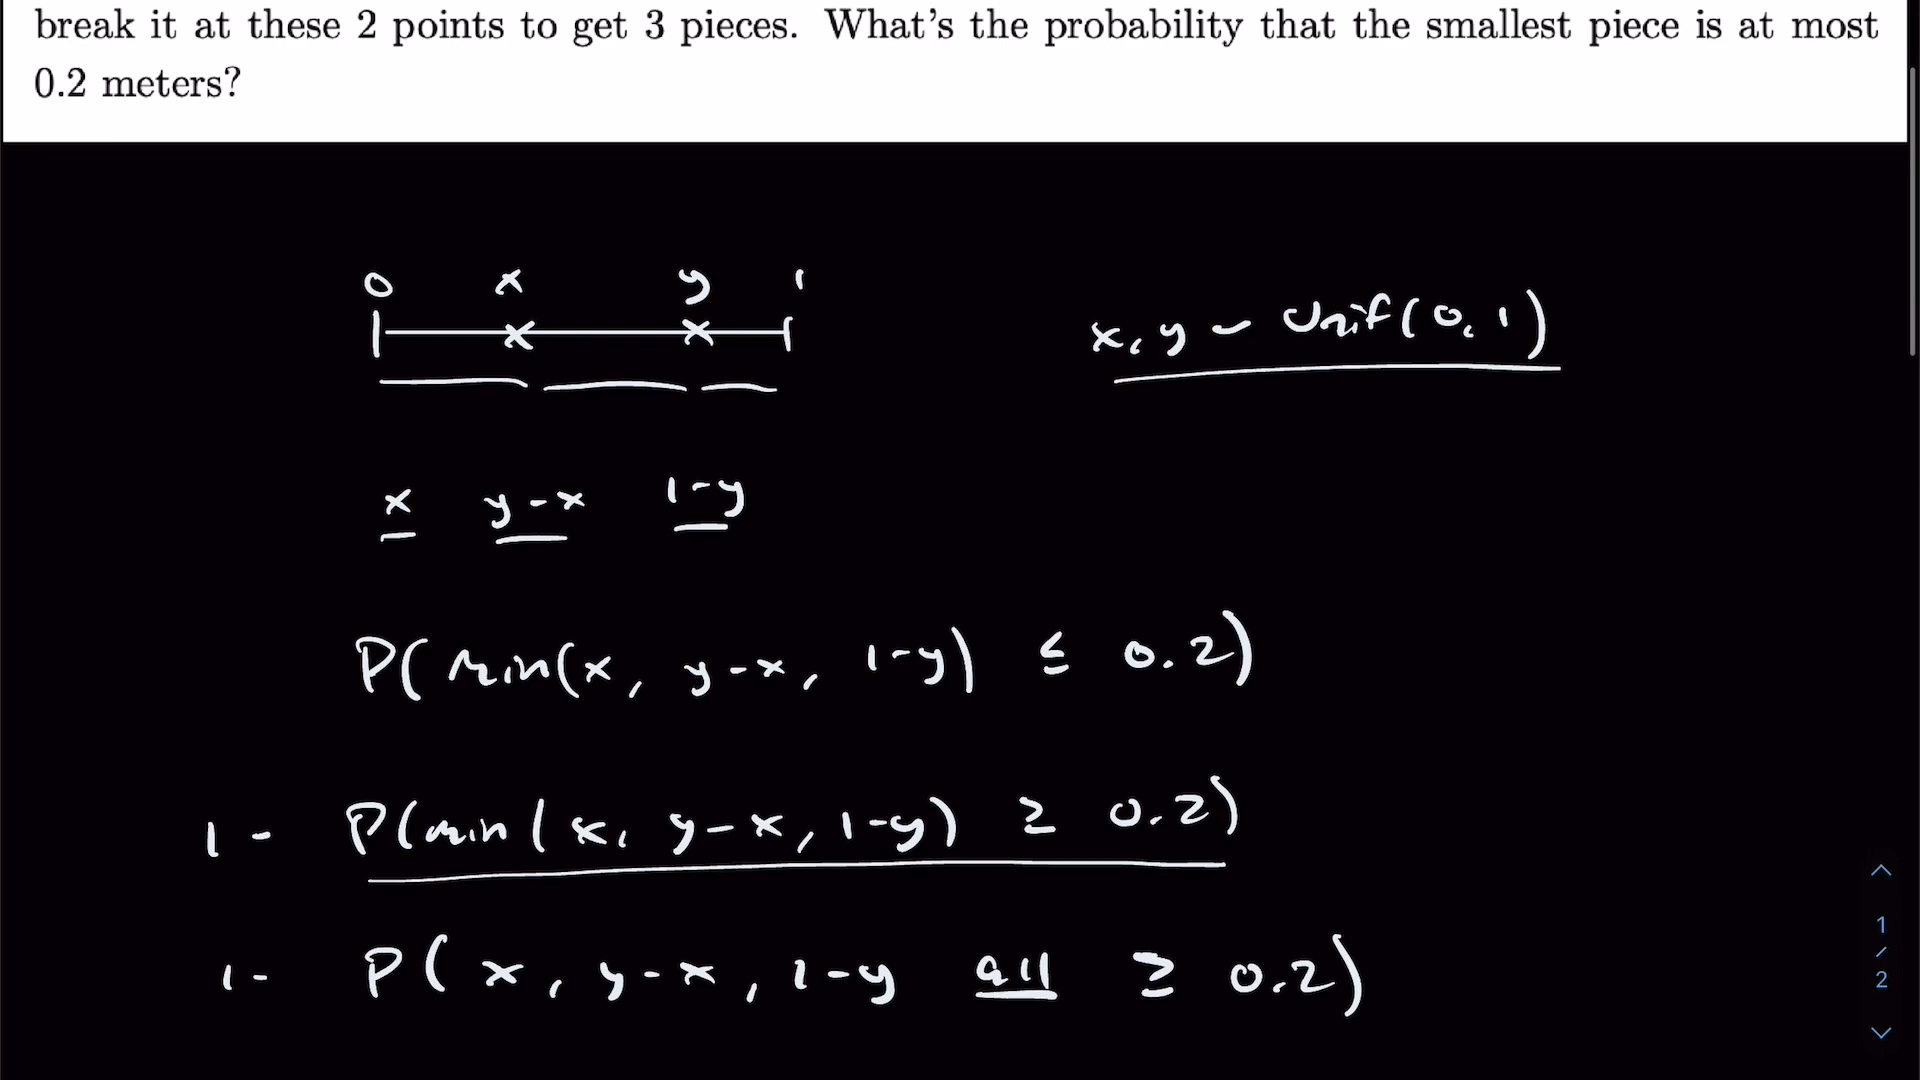 break it at these 2 points to get 3 pieces. What's the probability that the smallest piece is at most
0.2 meters?
0 x y 1
x, y ~ Unif(0, 1)
x y-x 1-y
P(min(x, y-x, 1-y) ≤ 0.2)
1 - P(min(x, y-x, 1-y) ≥ 0.2)
1 - P(x, y-x, 1-y all ≥ 0.2)
1
/
2